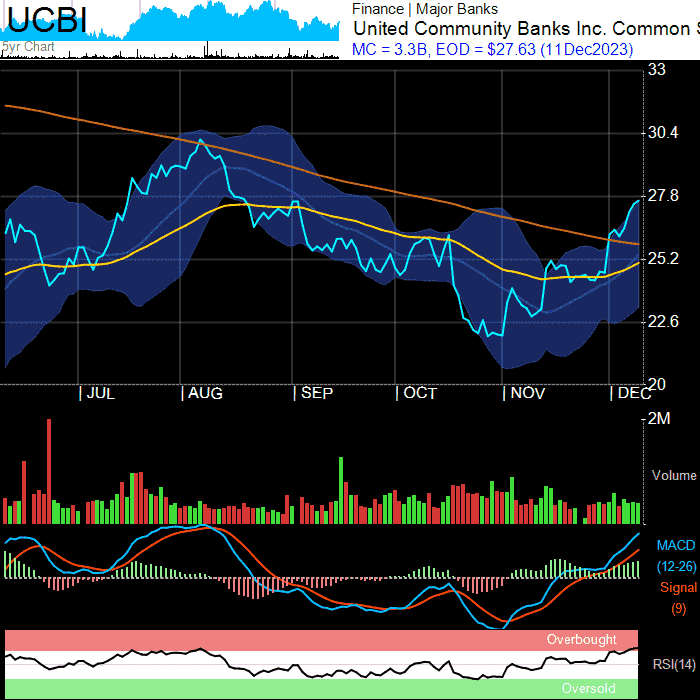 UCBI
5yr Chart
Finance | Major Banks
United Community Banks Inc. Common S
MC = 3.3B, EOD = $27.63 (11Dec2023)
33
30.4
27.8
25.2
22.6
20
JUL
AUG
SEP
OCT
NOV
DEC
2M
Volume
MACD
(12-26)
Signal
(9)
Overbought
RSI(14)
Oversold